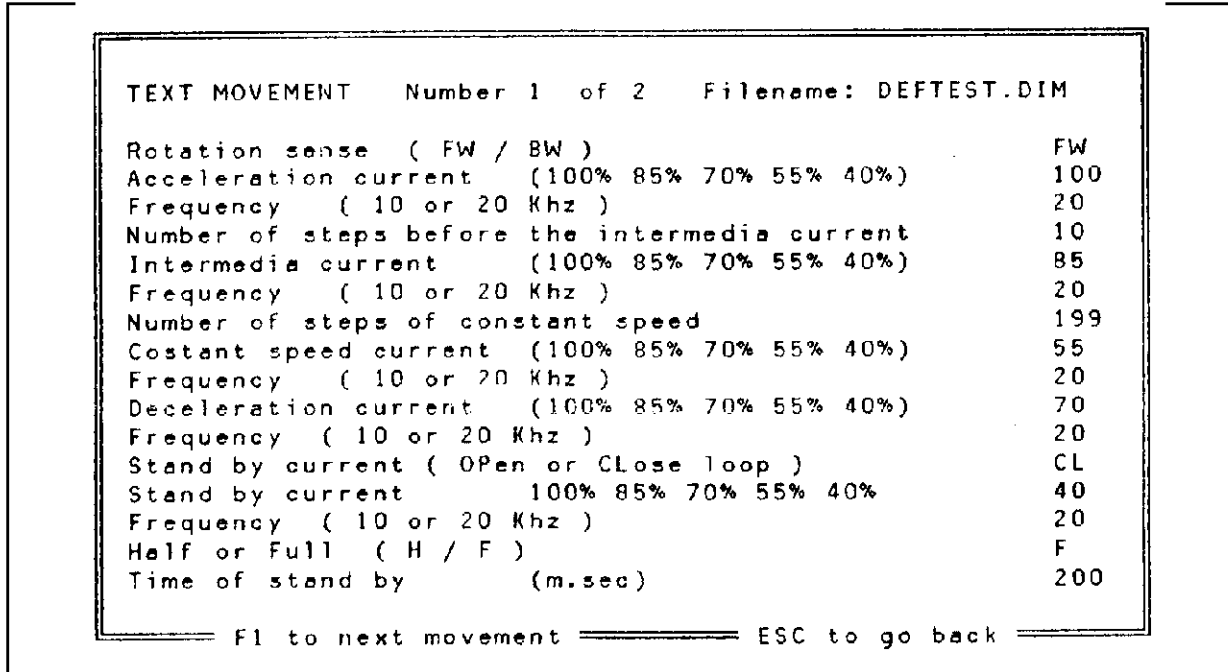 TEXT MOVEMENT Number 1 of 2 Filename: DEFTEST.DIM
Rotation sense ( FW / BW ) FW
Acceleration current (100% 85% 70% 55% 40%) 100
Frequency ( 10 or 20 Khz ) 20
Number of steps before the intermedia current 10
Intermedia current (100% 85% 70% 55% 40%) 85
Frequency ( 10 or 20 Khz ) 20
Number of steps of constant speed 199
Costant speed current (100% 85% 70% 55% 40%) 55
Frequency ( 10 or 20 Khz ) 20
Deceleration current (100% 85% 70% 55% 40%) 70
Frequency ( 10 or 20 Khz ) 20
Stand by current ( OPen or CLose loop ) CL
Stand by current 100% 85% 70% 55% 40% 40
Frequency ( 10 or 20 Khz ) 20
Half or Full ( H / F ) F
Time of stand by (m.sec) 200
F1 to next movement ESC to go back